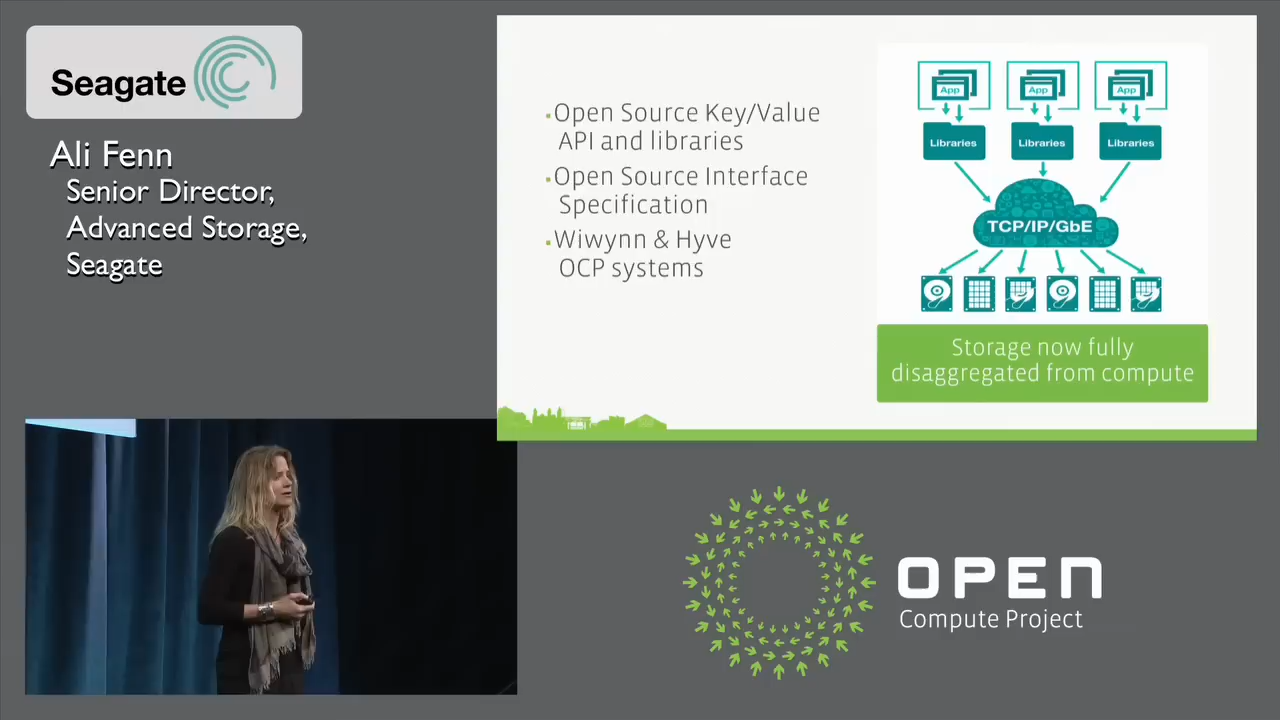 Seagate
Ali Fenn
Senior Director,
Advanced Storage,
Seagate
Open Source Key/Value
API and libraries
Open Source Interface
Specification
Wiwynn & Hyve
OCP systems
App App App
Libraries Libraries Libraries
TCP/IP/GbE
Storage now fully
disaggregated from compute
OPEN
Compute Project